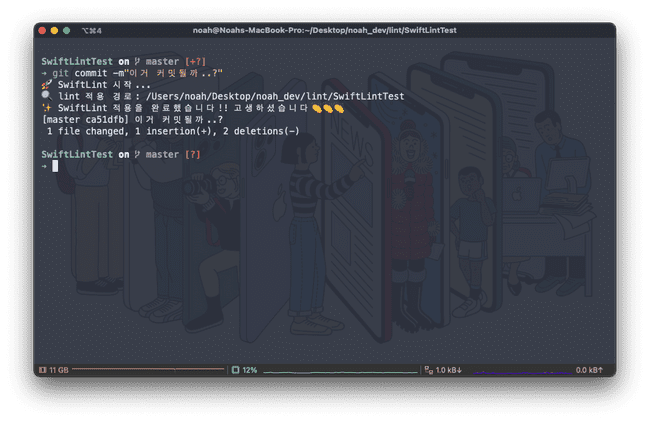 ⌥⌘4
noah@Noahs-MacBook-Pro:~/Desktop/noah_dev/lint/SwiftLintTest
SwiftLintTest on master [+?]
➜ git commit -m"이거 커밋될까..?"
🚀 SwiftLint 시작...
🔍 lint 적용 경로 : /Users/noah/Desktop/noah_dev/lint/SwiftLintTest
✨ SwiftLint 적용을 완료했습니다!! 고생하셨습니다👏👏👏
[master ca51dfb] 이거 커밋될까..?
1 file changed, 1 insertion(+), 2 deletions(-)
SwiftLintTest on master [?]
➜
NEWS
11 GB
12%
1.0 kB↓
0.0 kB↑